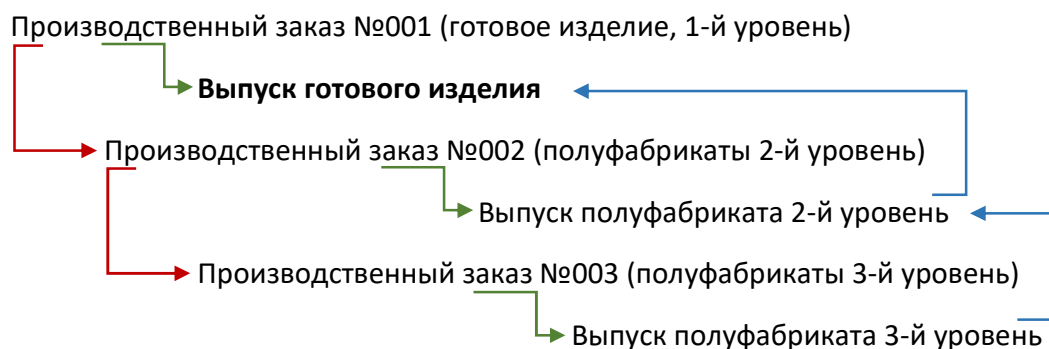 Производственный заказ №001 (готовое изделие, 1-й уровень)
Выпуск готового изделия
Производственный заказ №002 (полуфабрикаты 2-й уровень)
Выпуск полуфабриката 2-й уровень
Производственный заказ №003 (полуфабрикаты 3-й уровень)
Выпуск полуфабриката 3-й уровень